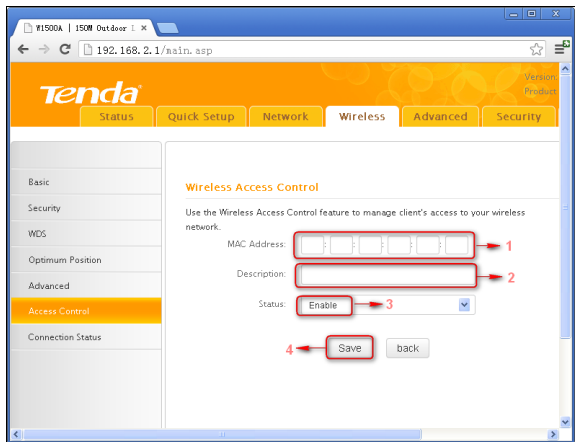 W1500A | 150M Outdoor
192.168.2.1/main.asp
Tenda
Version
Product
Status Quick Setup Network Wireless Advanced Security
Basic
Security
WDS
Optimum Position
Advanced
Access Control
Connection Status
Wireless Access Control
Use the Wireless Access Control feature to manage client's access to your wireless
network.
MAC Address: : : : : : 1
Description: 2
Status: Enable 3
4 Save back